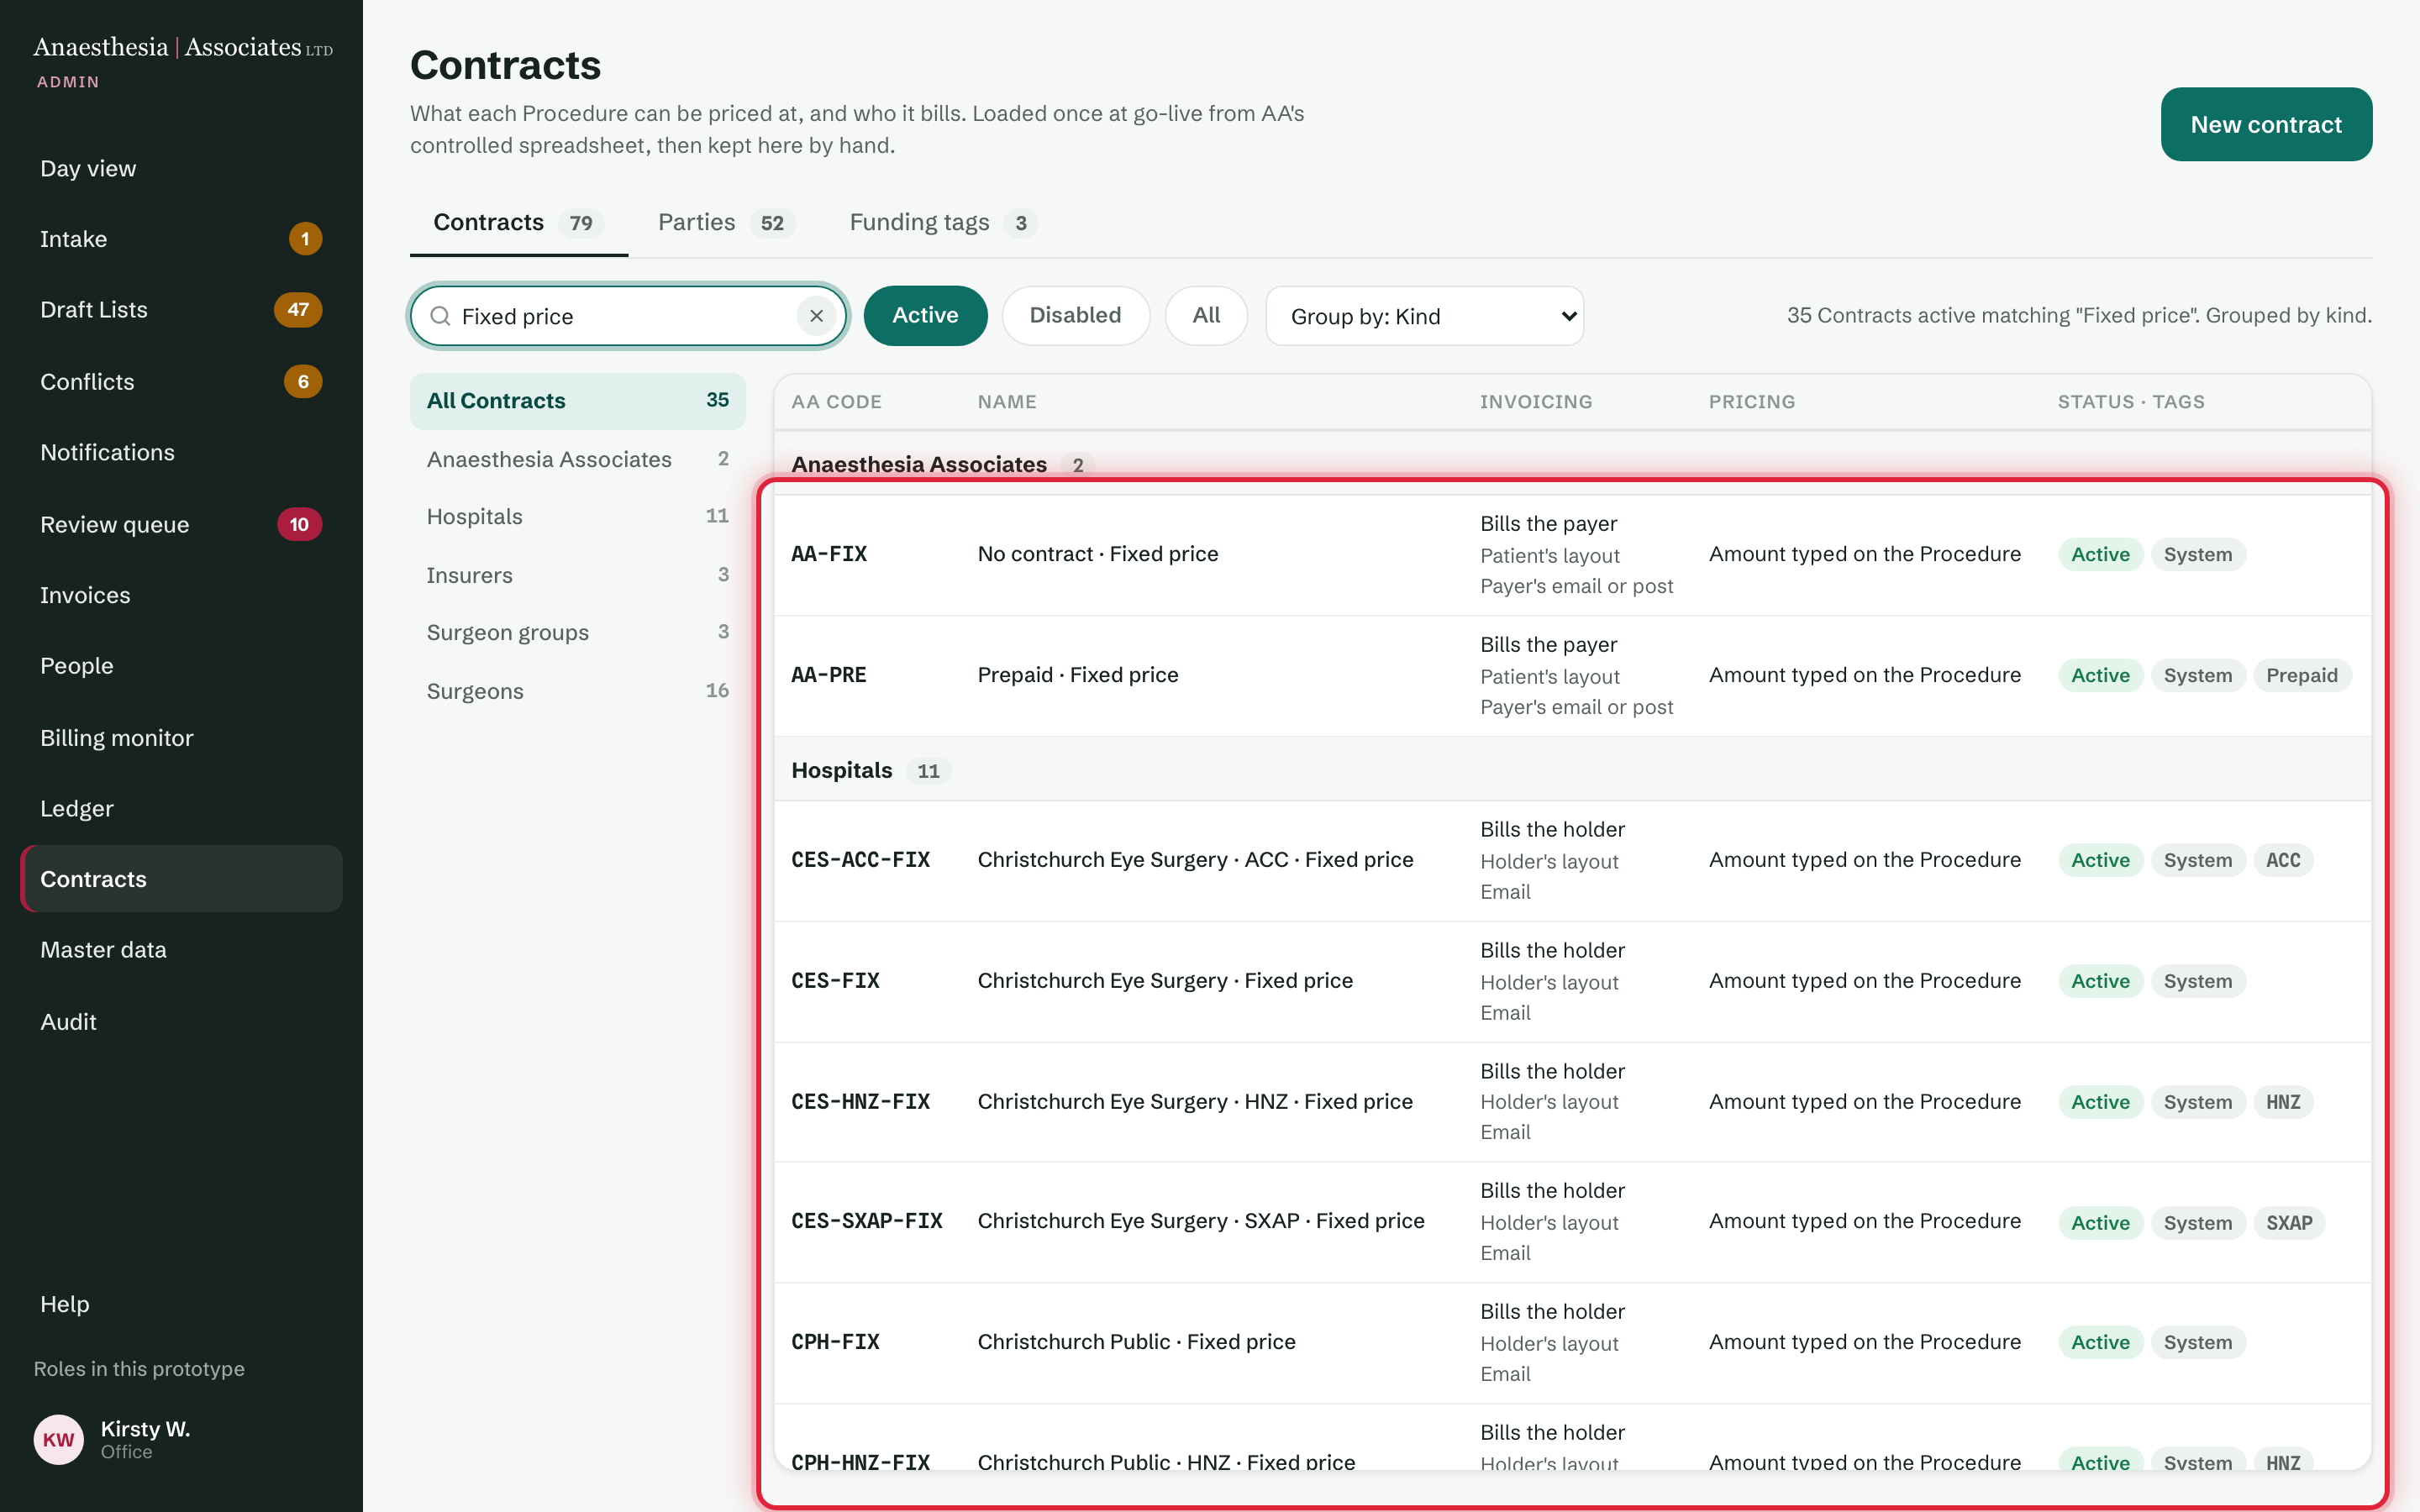 Anaesthesia | Associates LTD
ADMIN
Day view
Intake 1
Draft Lists 47
Conflicts 6
Notifications
Review queue 10
Invoices
People
Billing monitor
Ledger
Contracts
Master data
Audit
Help
Roles in this prototype
KW Kirsty W.
Office
Contracts
What each Procedure can be priced at, and who it bills. Loaded once at go-live from AA's
controlled spreadsheet, then kept here by hand.
New contract
Contracts 79 Parties 52 Funding tags 3
Fixed price Active Disabled All Group by: Kind 35 Contracts active matching "Fixed price". Grouped by kind.
All Contracts 35
Anaesthesia Associates 2
Hospitals 11
Insurers 3
Surgeon groups 3
Surgeons 16
AA CODE NAME INVOICING PRICING STATUS · TAGS
Anaesthesia Associates 2
AA-FIX No contract · Fixed price Bills the payer
Patient's layout
Payer's email or post Amount typed on the Procedure Active System
AA-PRE Prepaid · Fixed price Bills the payer
Patient's layout
Payer's email or post Amount typed on the Procedure Active System Prepaid
Hospitals 11
CES-ACC-FIX Christchurch Eye Surgery · ACC · Fixed price Bills the holder
Holder's layout
Email Amount typed on the Procedure Active System ACC
CES-FIX Christchurch Eye Surgery · Fixed price Bills the holder
Holder's layout
Email Amount typed on the Procedure Active System
CES-HNZ-FIX Christchurch Eye Surgery · HNZ · Fixed price Bills the holder
Holder's layout
Email Amount typed on the Procedure Active System HNZ
CES-SXAP-FIX Christchurch Eye Surgery · SXAP · Fixed price Bills the holder
Holder's layout
Email Amount typed on the Procedure Active System SXAP
CPH-FIX Christchurch Public · Fixed price Bills the holder
Holder's layout
Email Amount typed on the Procedure Active System
CPH-HNZ-FIX Christchurch Public · HNZ · Fixed price Bills the holder
Holder's layout Amount typed on the Procedure Active System HNZ